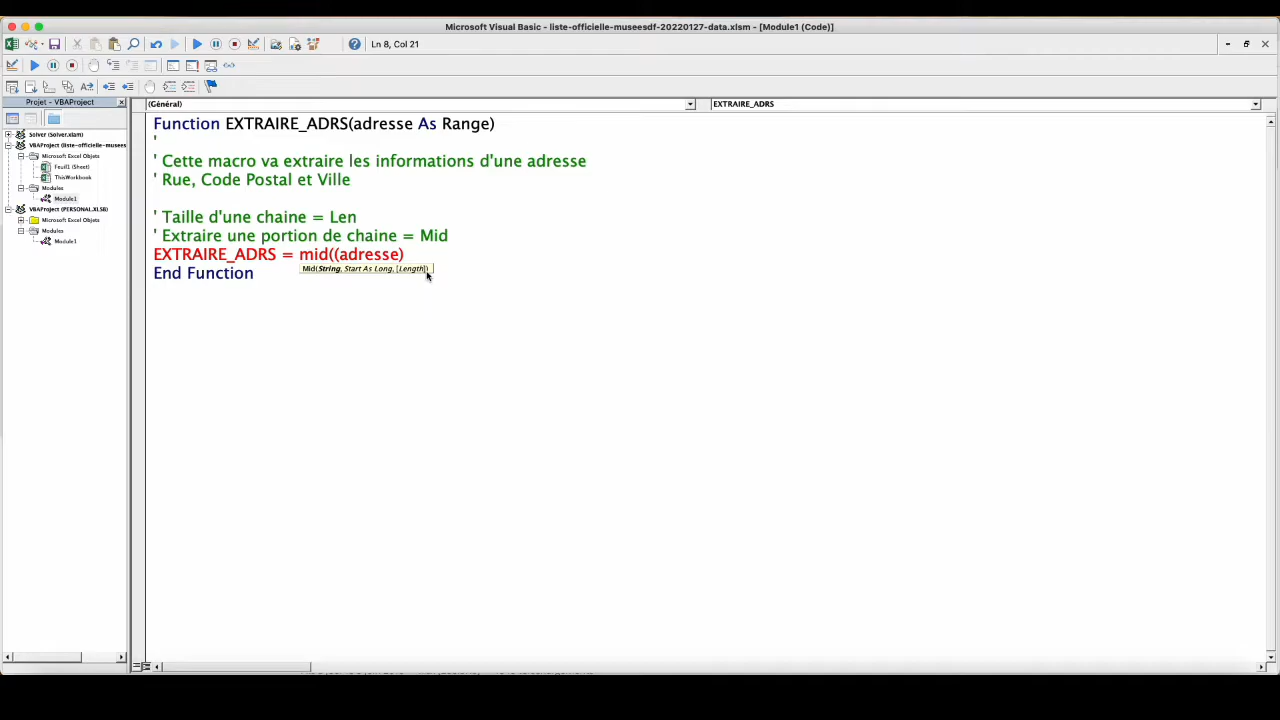 Microsoft Visual Basic - liste-officielle-museesdf-20220127-data.xlsm - [Module1 (Code)]
Ln 8, Col 21
Projet - VBAProject
(Général)
EXTRAIRE_ADRS
Solver (Solver.xlam)
VBAProject (liste-officielle-musees
Microsoft Excel Objets
Feuil1 (Sheet)
ThisWorkbook
Modules
Module1
VBAProject (PERSONAL.XLSB)
Microsoft Excel Objets
Modules
Module1
Function EXTRAIRE_ADRS(adresse As Range)
'
' Cette macro va extraire les informations d'une adresse
' Rue, Code Postal et Ville
' Taille d'une chaine = Len
' Extraire une portion de chaine = Mid
EXTRAIRE_ADRS = mid((adresse)
Mid(String, Start As Long, [Length])
End Function